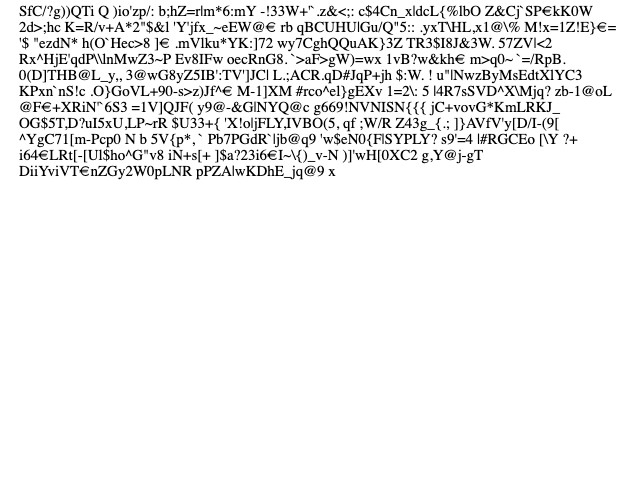 SfC/?g))QTi Q )io'zp/: b;hZ=r|m*6:mY -!33W+'` .z&<;: c$4Cn_x|dcL{%lbO Z&Cj`SP€kK0W
2d>;hc K=R/v+A*2"$&l 'Y'jfx_~eEW@€ rb qBCUHU|Gu/Q"5:: .yxT\HL,x1@\% M!x=1Z!E}€=
'$ "ezdN* h(O`Hec>8 ]€ .mVlku*YK:]72 wy7CghQQuAK}3Z TR3$I8J&3W. 57ZV|<2
Rx^HjE'qdP\lnMwZ3~P Ev8IFw oecRnG8. `>aF>gW)=wx 1vB?w&kh€ m>q0~ `=/RpB.
0(D]THB@L_y,, 3@wG8yZ5IB':TV']JC| L.;ACR.qD#JqP+jh $:W. ! u"|NwzByMsEdtXlYC3
KPxn`nS!c .O}GoVL+90-s>z)Jf^€ M-1]XM #rco^el}gEXv 1=2\: 5 |4R7sSVD^X\Mjq? zb-1@oL
@F€+XRiN`6S3 =1V]QJF( y9@-&G|NYQ@c g669!NVNISN{{{ jC+vovG*KmLRKJ_
OG$5T,D?uI5xU,LP~rR $U33+{ 'X!o|jFLY,IVBO(5, qf ;W/R Z43g_{.; ]}AVfV'y[D/I-(9[
^YgC71[m-Pcp0 N b 5V{p*,` Pb7PGdR`ljb@q9 'w$eN0{F|SYPLY? s9'=4 |#RGCEo [\Y ?+
i64€LRt[-[Ul$ho^G"v8 iN+s[+ ]$a?23i6€I~\{)_v-N )]'wH[0XC2 g,Y@j-gT
DiiYviVT€nZGy2W0pLNR pPZA|wKDhE_jq@9 x